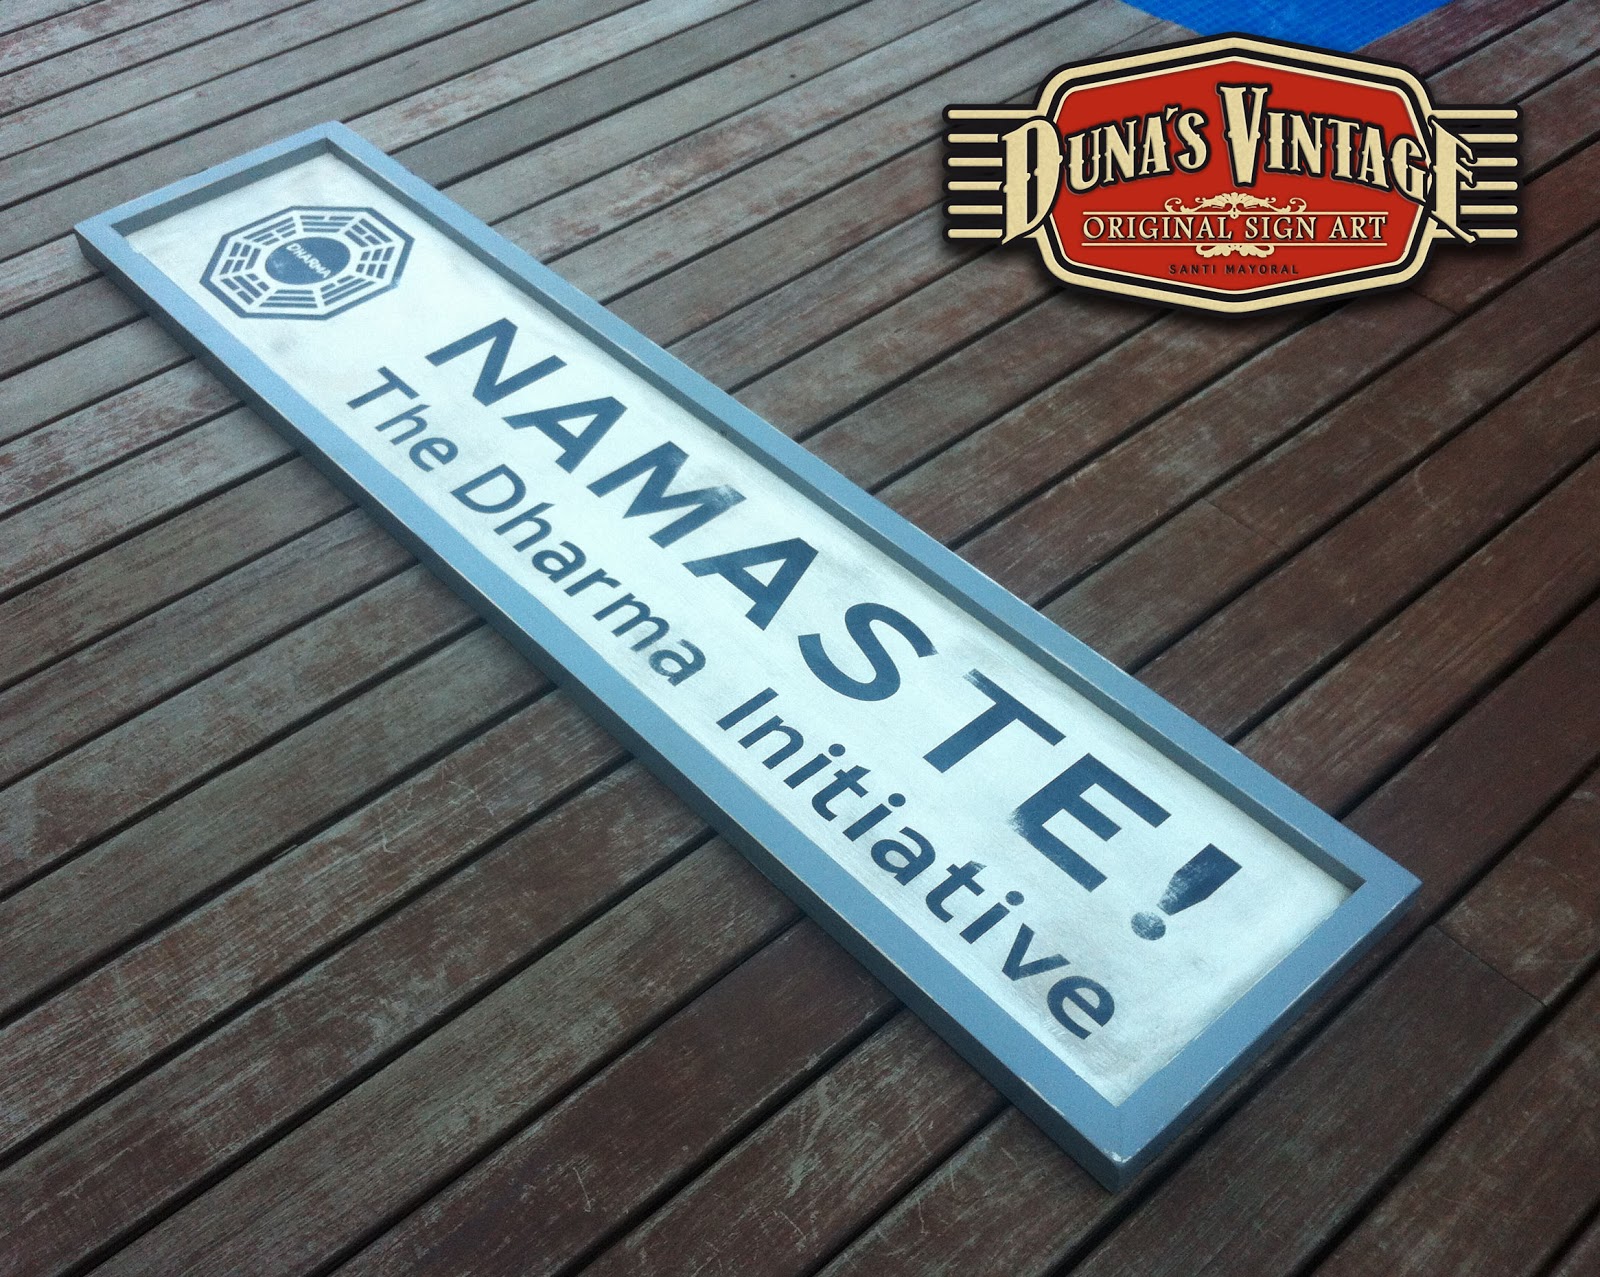 DUNA'S VINTAGE
ORIGINAL SIGN ART
SANTI MAYORAL
DHARMA
NAMASTE!
The Dharma Initiative